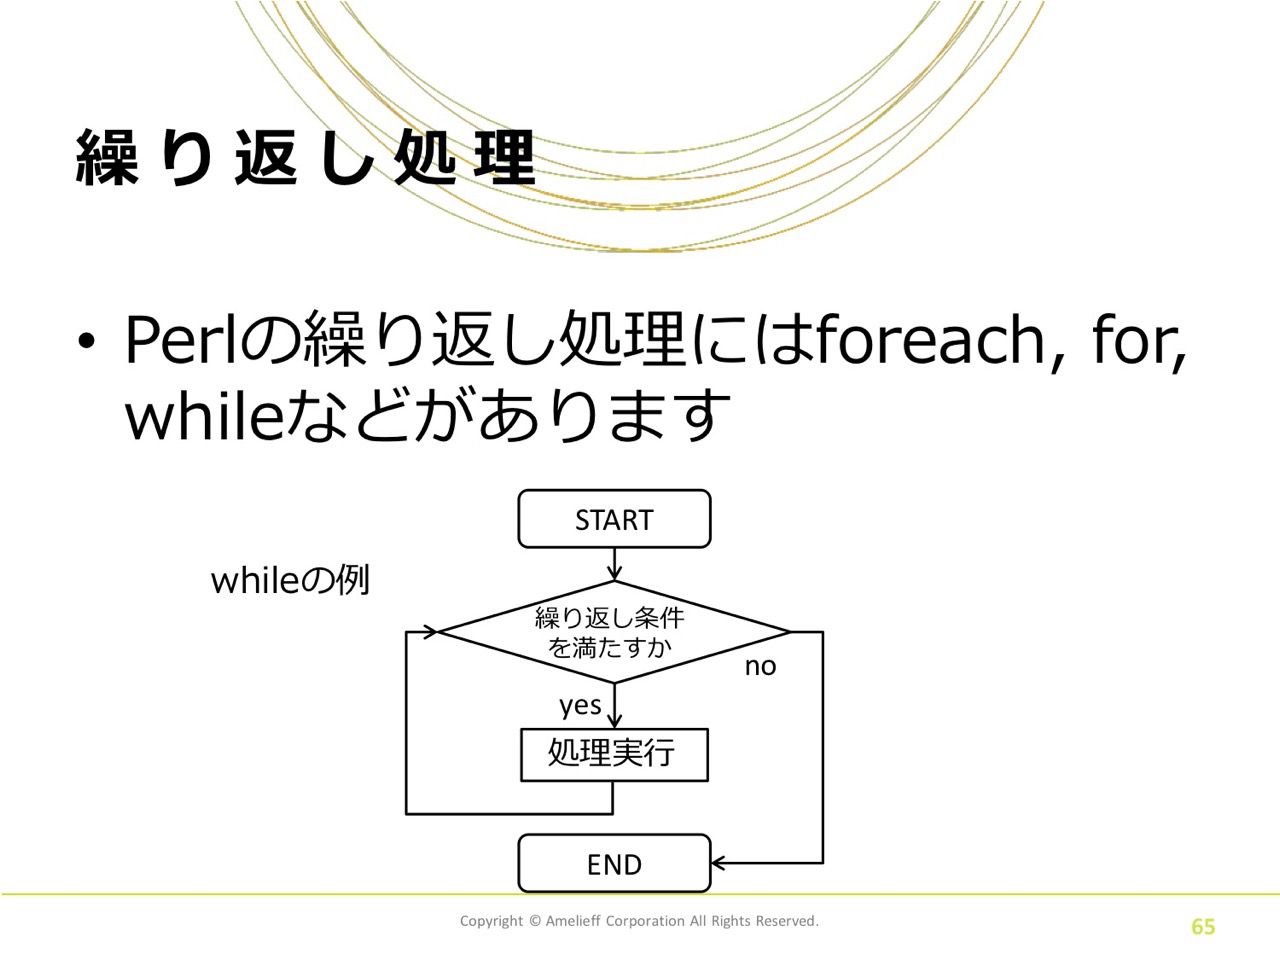 繰り返し処理
• Perlの繰り返し処理にはforeach, for,
whileなどがあります
START
whileの例
繰り返し条件
を満たすか
no
yes
処理実行
END
Copyright © Amelieff Corporation All Rights Reserved.
65